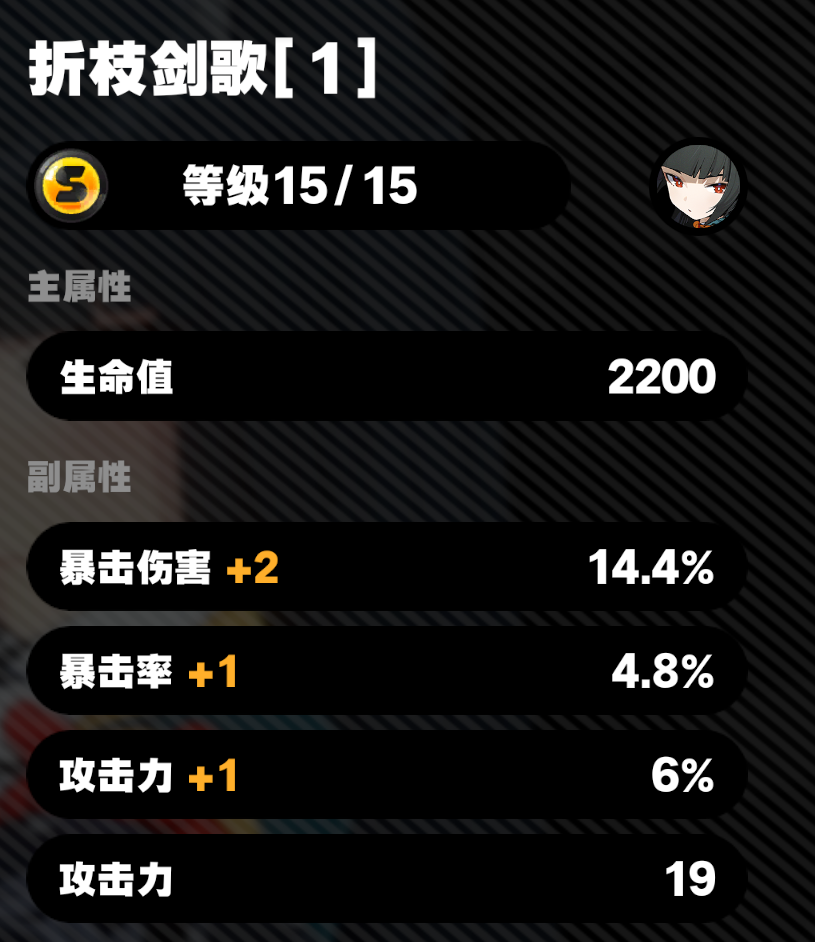 折枝剑歌[1]
S 等级15/15
主属性
生命值 2200
副属性
暴击伤害 +2 14.4%
暴击率 +1 4.8%
攻击力 +1 6%
攻击力 19